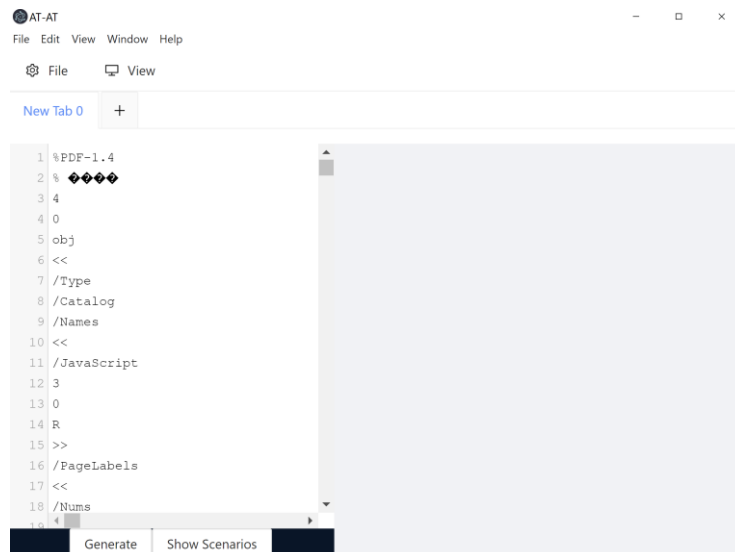 AT-AT
File Edit View Window Help
File View
New Tab 0 +
1 %PDF-1.4
2 % ����
3 4
4 0
5 obj
6 <<
7 /Type
8 /Catalog
9 /Names
10 <<
11 /JavaScript
12 3
13 0
14 R
15 >>
16 /PageLabels
17 <<
18 /Nums
19
Generate Show Scenarios